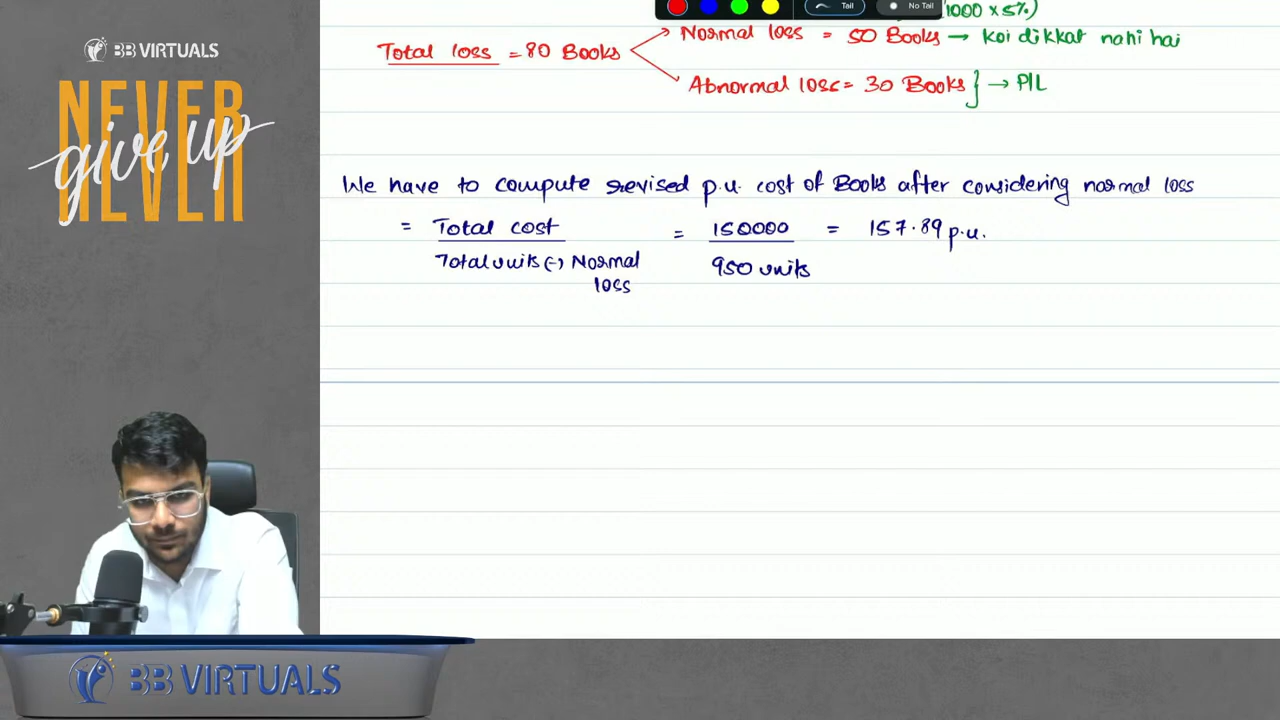 Tail
No Tail
BB VIRTUALS
NEVER
give up
NEVER
1000 x 5%)
Total loss = 80 Books
Normal loss = 50 Books → koi dikkat nahi hai
Abnormal loss = 30 Books } → P/L
We have to compute revised p.u. cost of Books after considering normal loss
= Total cost = 150000 = 157.89 p.u.
Total units (-) Normal loss 950 units
BB VIRTUALS